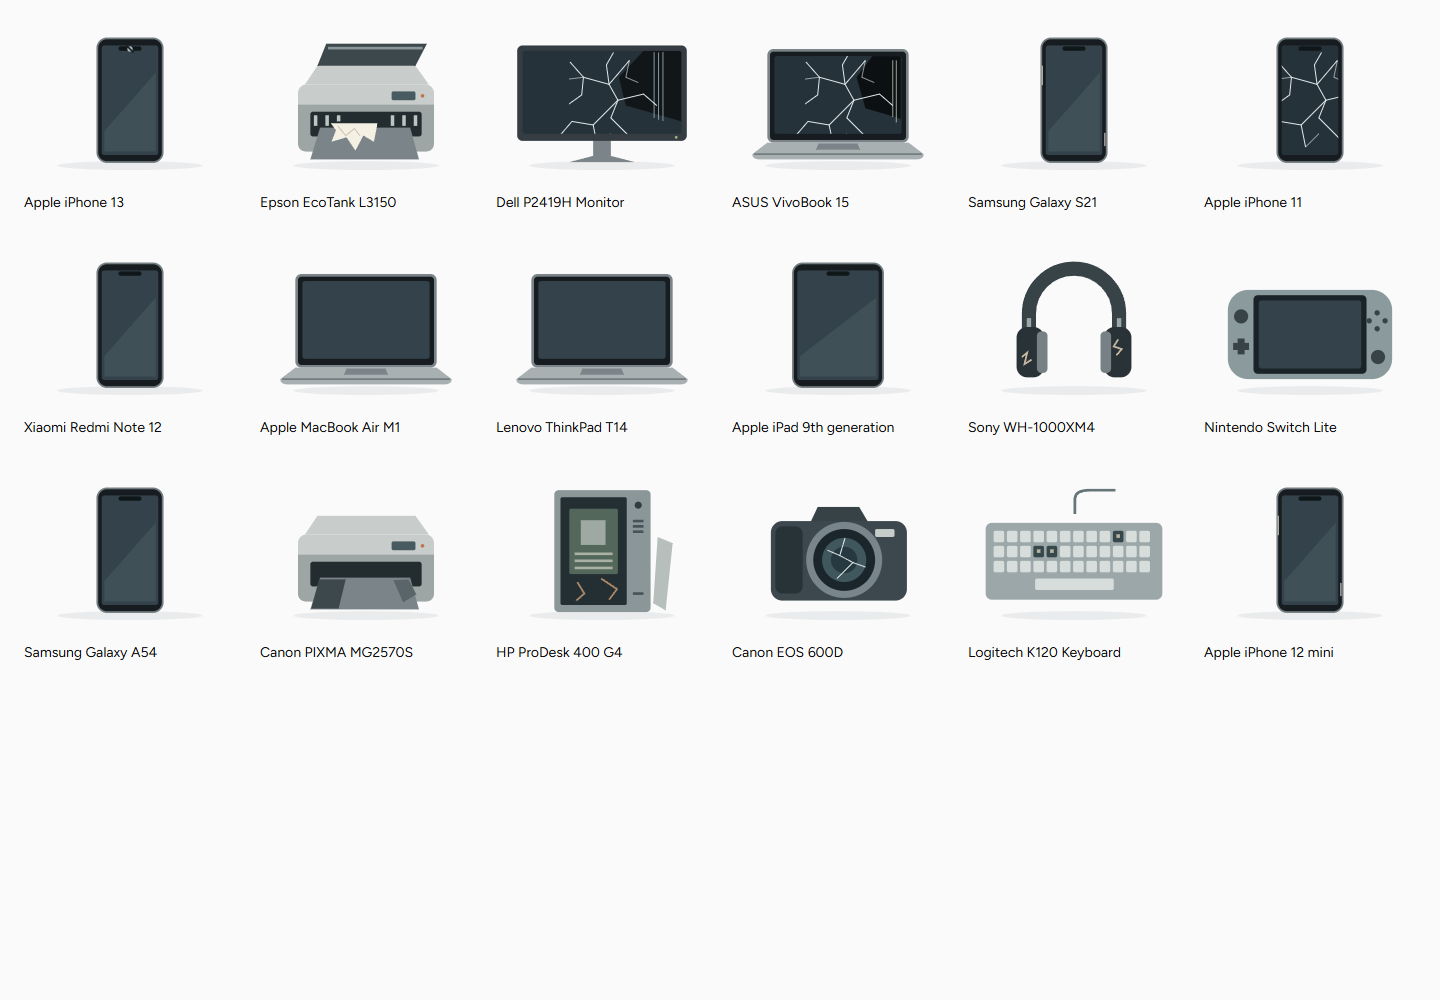 Apple iPhone 13
Epson EcoTank L3150
Dell P2419H Monitor
ASUS VivoBook 15
Samsung Galaxy S21
Apple iPhone 11
Xiaomi Redmi Note 12
Apple MacBook Air M1
Lenovo ThinkPad T14
Apple iPad 9th generation
Sony WH-1000XM4
Nintendo Switch Lite
Samsung Galaxy A54
Canon PIXMA MG2570S
HP ProDesk 400 G4
Canon EOS 600D
Logitech K120 Keyboard
Apple iPhone 12 mini